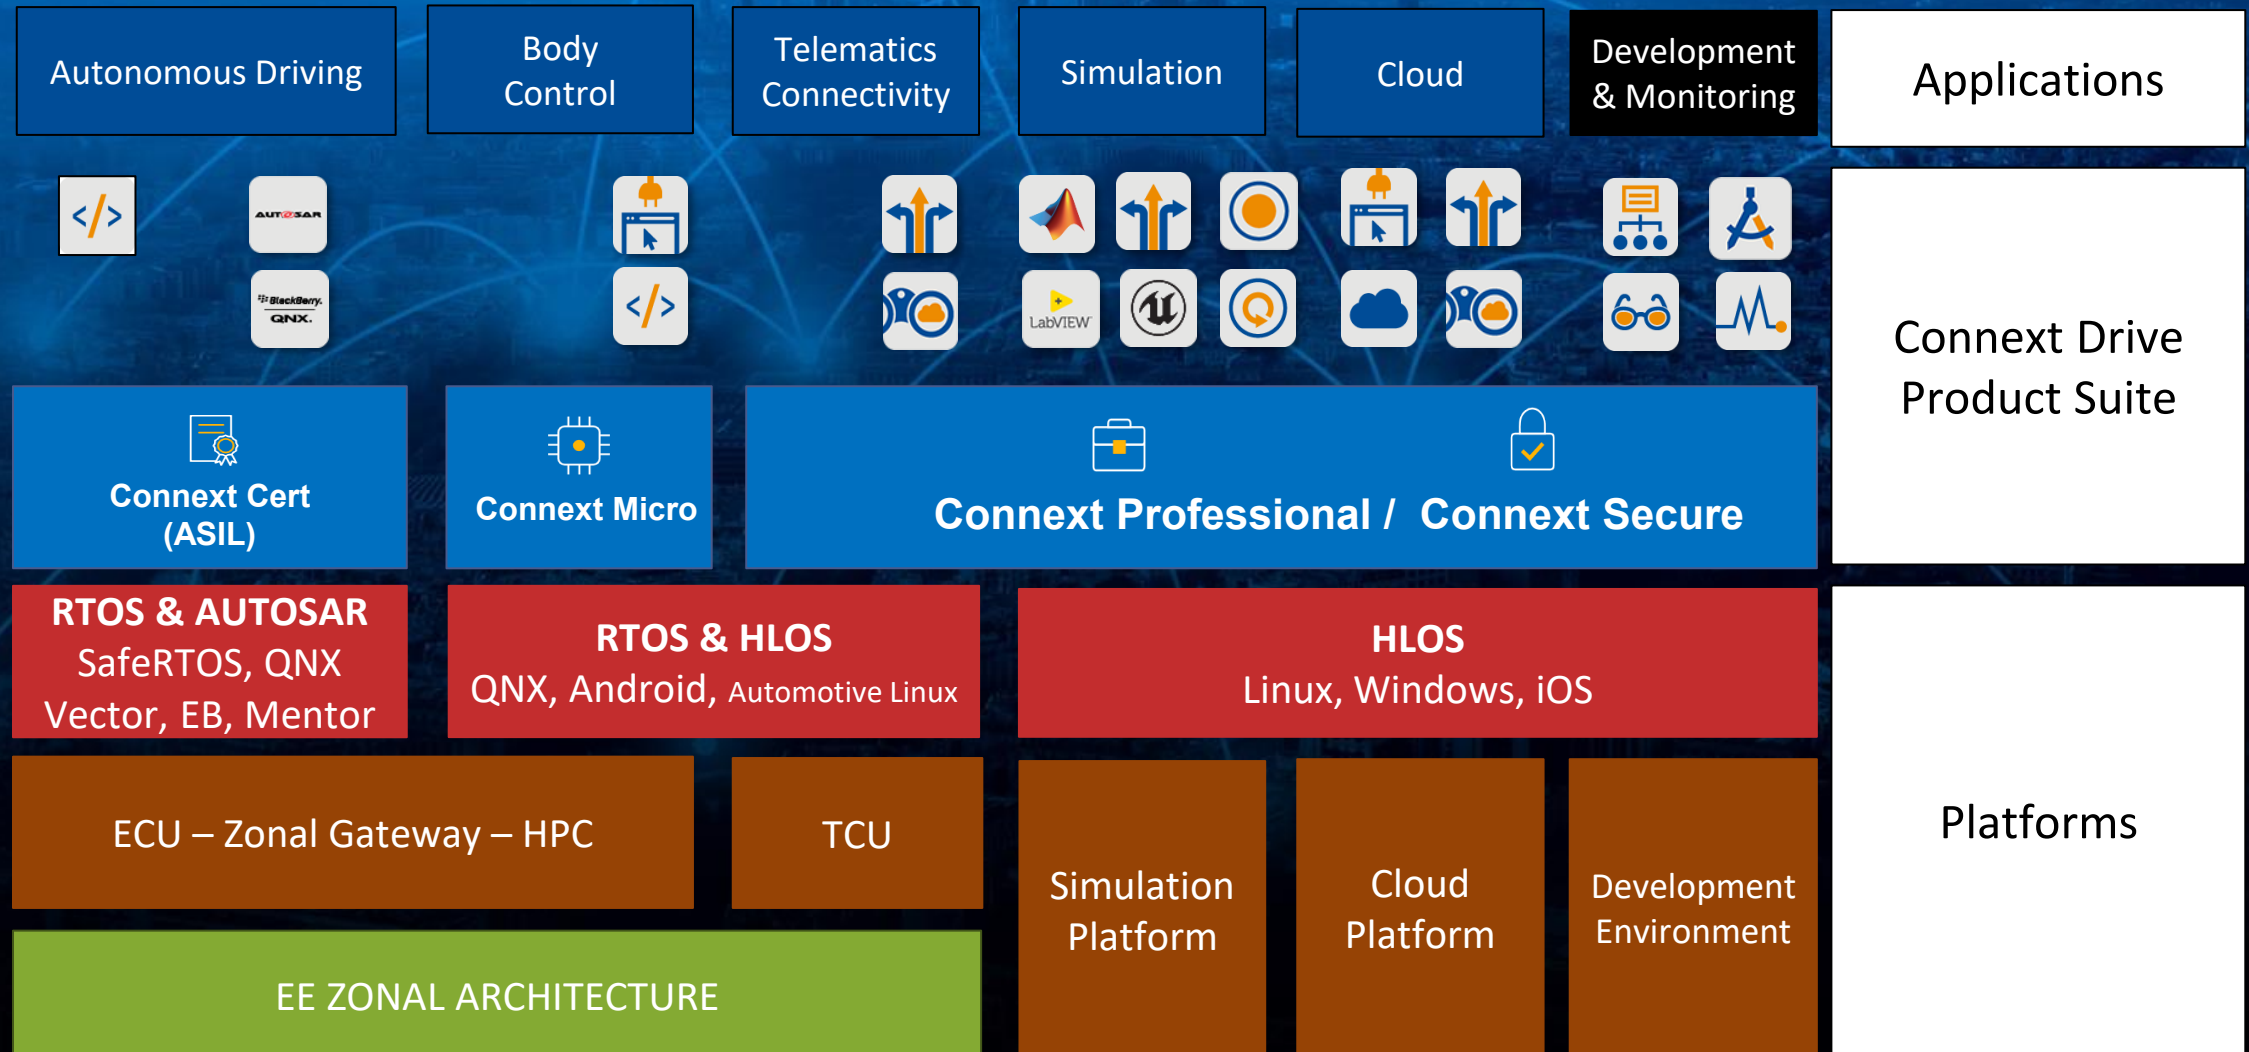 Autonomous Driving
Body
Control
Telematics
Connectivity
Simulation
Cloud
Development
& Monitoring
Applications
</>
AUTOSAR
BlackBerry.
QNX.
</>
LabVIEW
Connext Drive
Product Suite
Connext Cert
(ASIL)
Connext Micro
Connext Professional / Connext Secure
RTOS & AUTOSAR
SafeRTOS, QNX
Vector, EB, Mentor
RTOS & HLOS
QNX, Android, Automotive Linux
HLOS
Linux, Windows, iOS
ECU – Zonal Gateway – HPC
TCU
Simulation
Platform
Cloud
Platform
Development
Environment
Platforms
EE ZONAL ARCHITECTURE